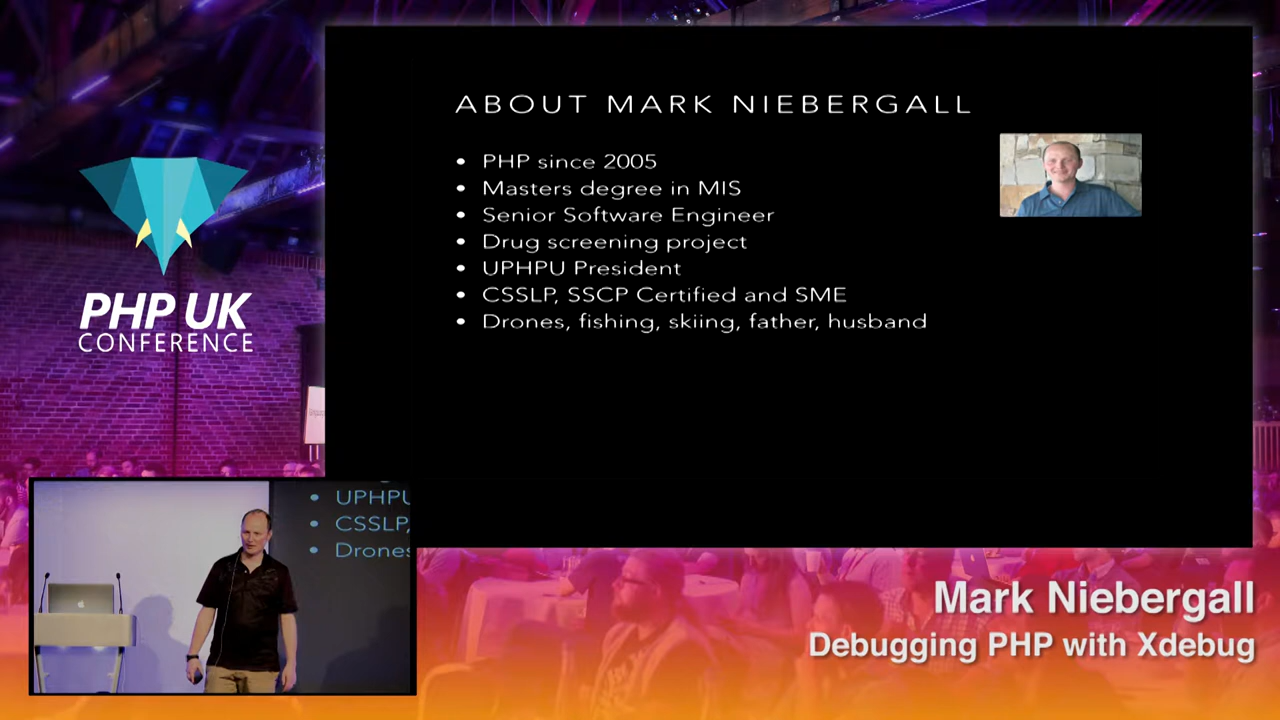 ABOUT MARK NIEBERGALL
• PHP since 2005
• Masters degree in MIS
• Senior Software Engineer
• Drug screening project
• UPHPU President
• CSSLP, SSCP Certified and SME
• Drones, fishing, skiing, father, husband
PHP UK
CONFERENCE
• UPHPU
• CSSLP,
• Drones
Mark Niebergall
Debugging PHP with Xdebug